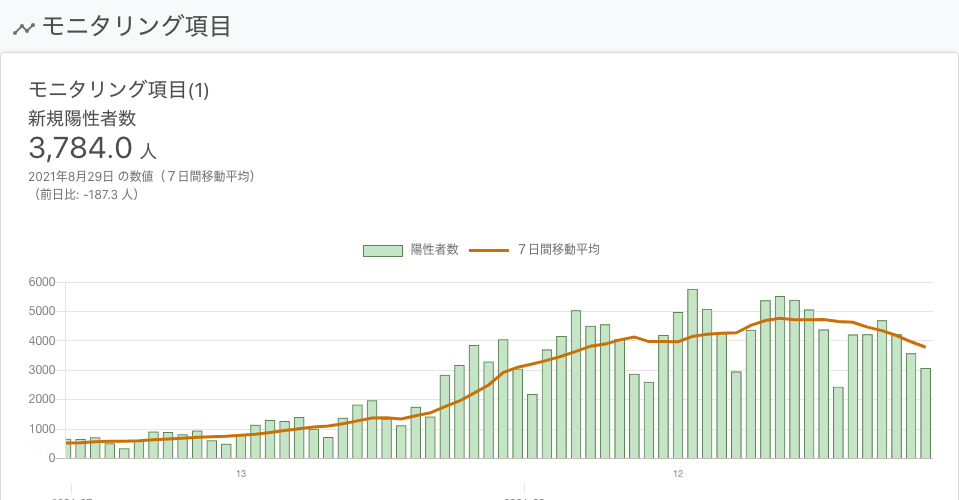 モニタリング項目
モニタリング項目(1)
新規陽性者数
3,784.0 人
2021年8月29日 の数値（７日間移動平均）
（前日比: -187.3 人）
陽性者数 ７日間移動平均
6000
5000
4000
3000
2000
1000
0
13 12